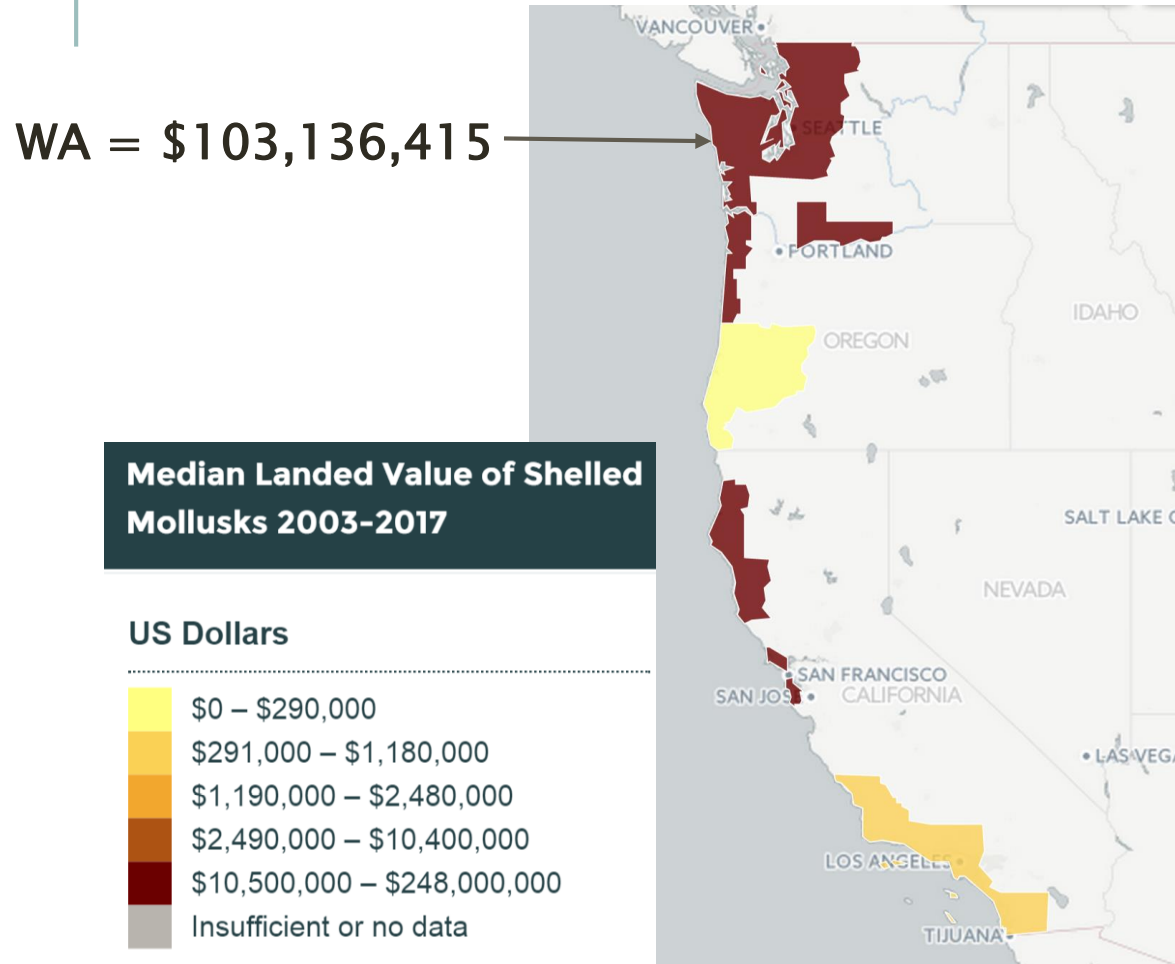 VANCOUVER
WA = $103,136,415
SEATTLE
PORTLAND
IDAHO
OREGON
Median Landed Value of Shelled
Mollusks 2003-2017
SALT LAKE C
NEVADA
US Dollars
SAN FRANCISCO
SAN JOS
CALIFORNIA
$0 – $290,000
$291,000 – $1,180,000
LAS VEGA
$1,190,000 – $2,480,000
$2,490,000 – $10,400,000
LOS ANGELES
$10,500,000 – $248,000,000
Insufficient or no data
TIJUANA